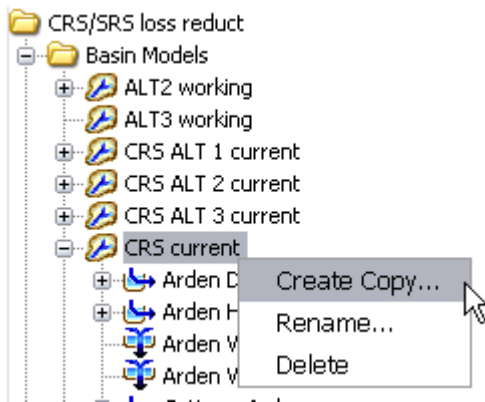 CRS/SRS loss reduct
Basin Models
ALT2 working
ALT3 working
CRS ALT 1 current
CRS ALT 2 current
CRS ALT 3 current
CRS current
Arden D
Create Copy...
Arden H
Rename...
Arden W
Delete
Arden W